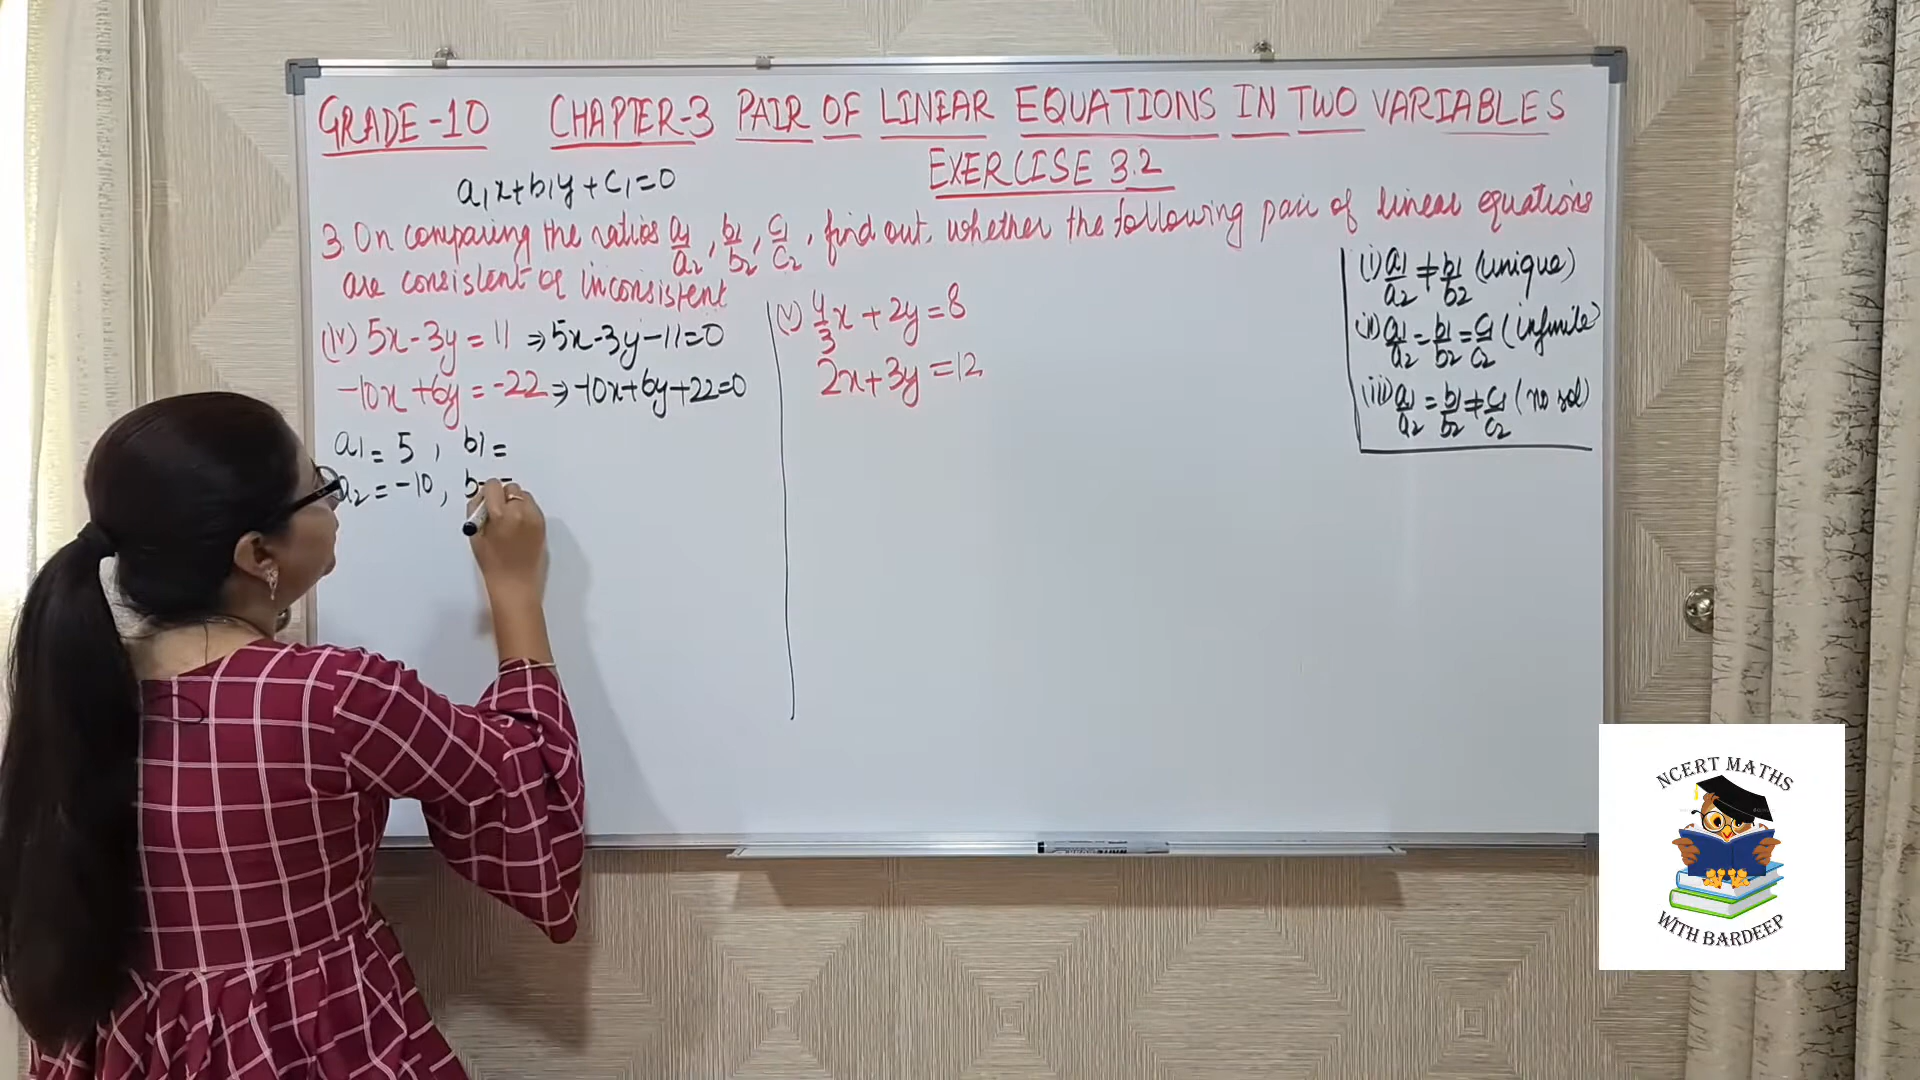 GRADE-10 CHAPTER-3 PAIR OF LINEAR EQUATIONS IN TWO VARIABLES
EXERCISE 3.2
a₁x+b₁y+c₁=0
3. On comparing the ratios a₁/a₂, b₁/b₂, c₁/c₂, find out, whether the following pair of linear equations
are consistent or inconsistent
(iv) 5x-3y=11 ⇒5x-3y-11=0
-10x+6y=-22⇒-10x+6y+22=0
a₁=5, b₁=
a₂=-10, b₂=
(v) 4/3x+2y=8
2x+3y=12
(i) a₁/a₂≠b₁/b₂ (unique)
ii) a₁/a₂=b₁/b₂=c₁/c₂ (infinite)
(iii) a₁/a₂=b₁/b₂≠c₁/c₂ (no sol)
NCERT MATHS
WITH BARDEEP